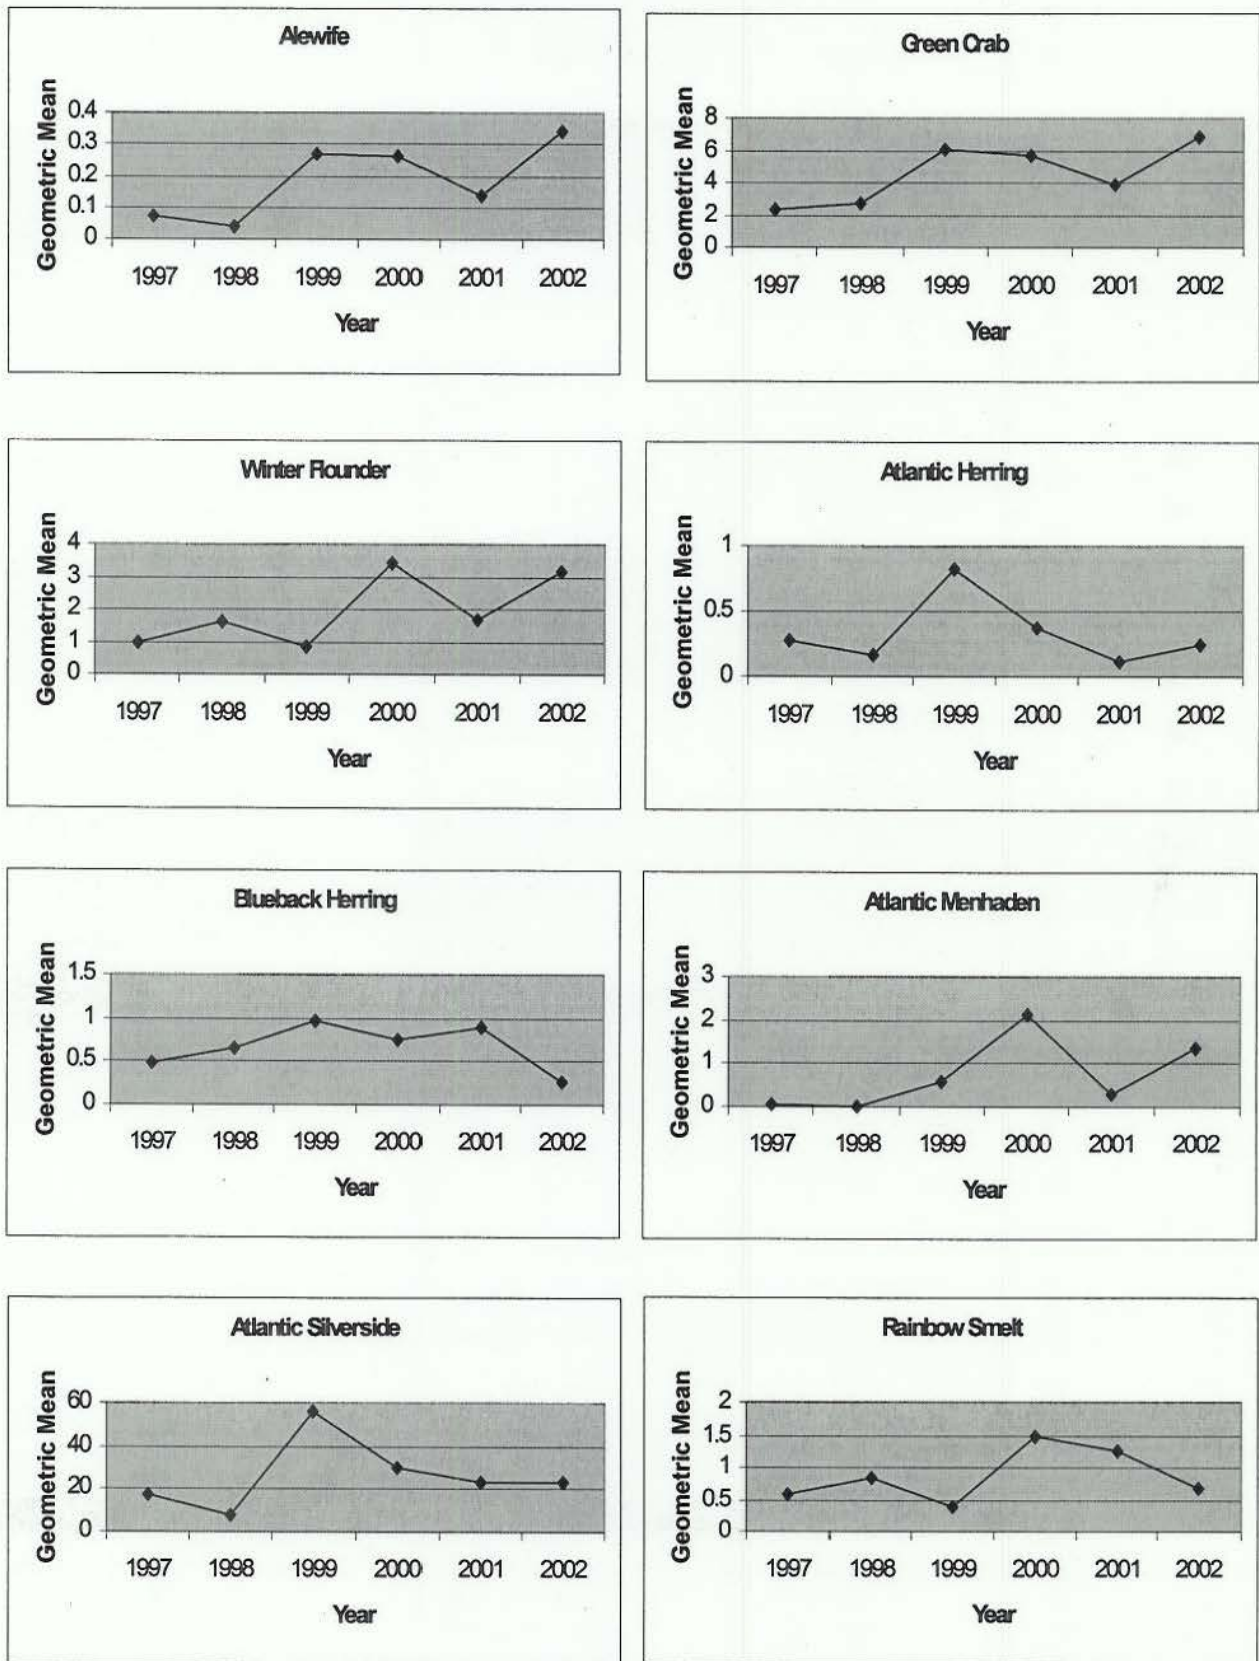 Alewife
Geometric Mean
0.4
0.3
0.2
0.1
0
1997 1998 1999 2000 2001 2002
Year
Green Crab
Geometric Mean
8
6
4
2
0
1997 1998 1999 2000 2001 2002
Year
Winter Flounder
Geometric Mean
4
3
2
1
0
1997 1998 1999 2000 2001 2002
Year
Atlantic Herring
Geometric Mean
1
0.5
0
1997 1998 1999 2000 2001 2002
Year
Blueback Herring
Geometric Mean
1.5
1
0.5
0
1997 1998 1999 2000 2001 2002
Year
Atlantic Menhaden
Geometric Mean
3
2
1
0
1997 1998 1999 2000 2001 2002
Year
Atlantic Silverside
Geometric Mean
60
40
20
0
1997 1998 1999 2000 2001 2002
Year
Rainbow Smelt
Geometric Mean
2
1.5
1
0.5
0
1997 1998 1999 2000 2001 2002
Year